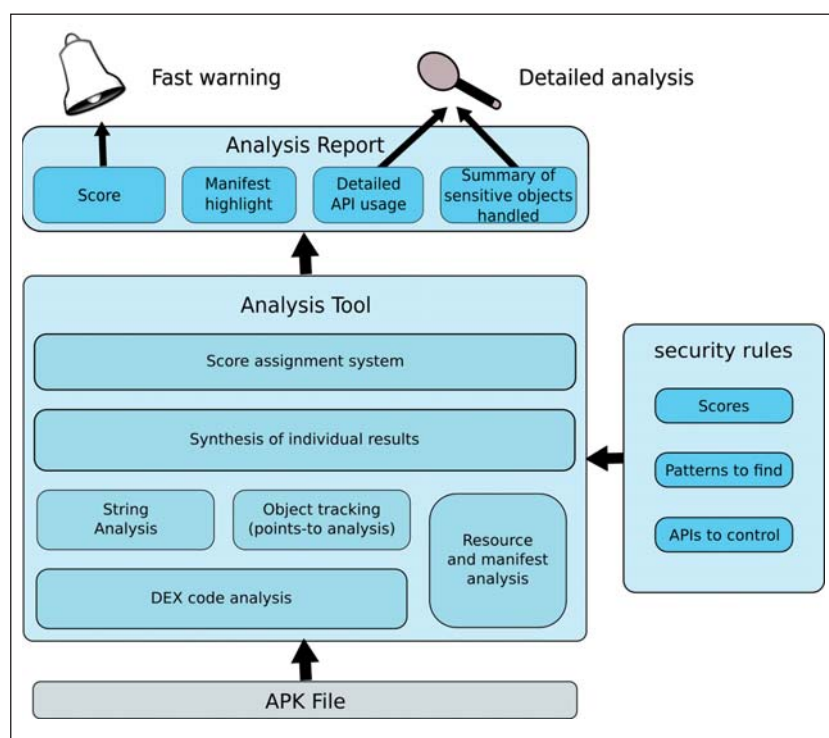 Fast warning
Detailed analysis
Analysis Report
Score
Manifest
highlight
Detailed
API usage
Summary of
sensitive objects
handled
Analysis Tool
Score assignment system
Synthesis of individual results
String
Analysis
Object tracking
(points-to analysis)
Resource
and manifest
analysis
DEX code analysis
security rules
Scores
Patterns to find
APIs to control
APK File